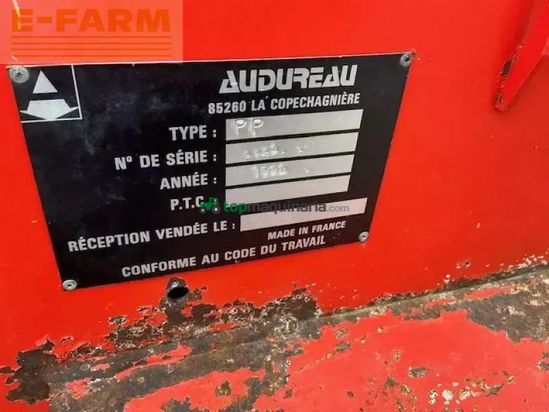 E-FARM
AUDUREAU
85260 LA COPECHAGNIÈRE
TYPE : PP
N° DE SÉRIE :
ANNÉE :
P.T.C.
topmaquinaria.com
RÉCEPTION VENDÉE LE :
MADE IN FRANCE
CONFORME AU CODE DU TRAVAIL